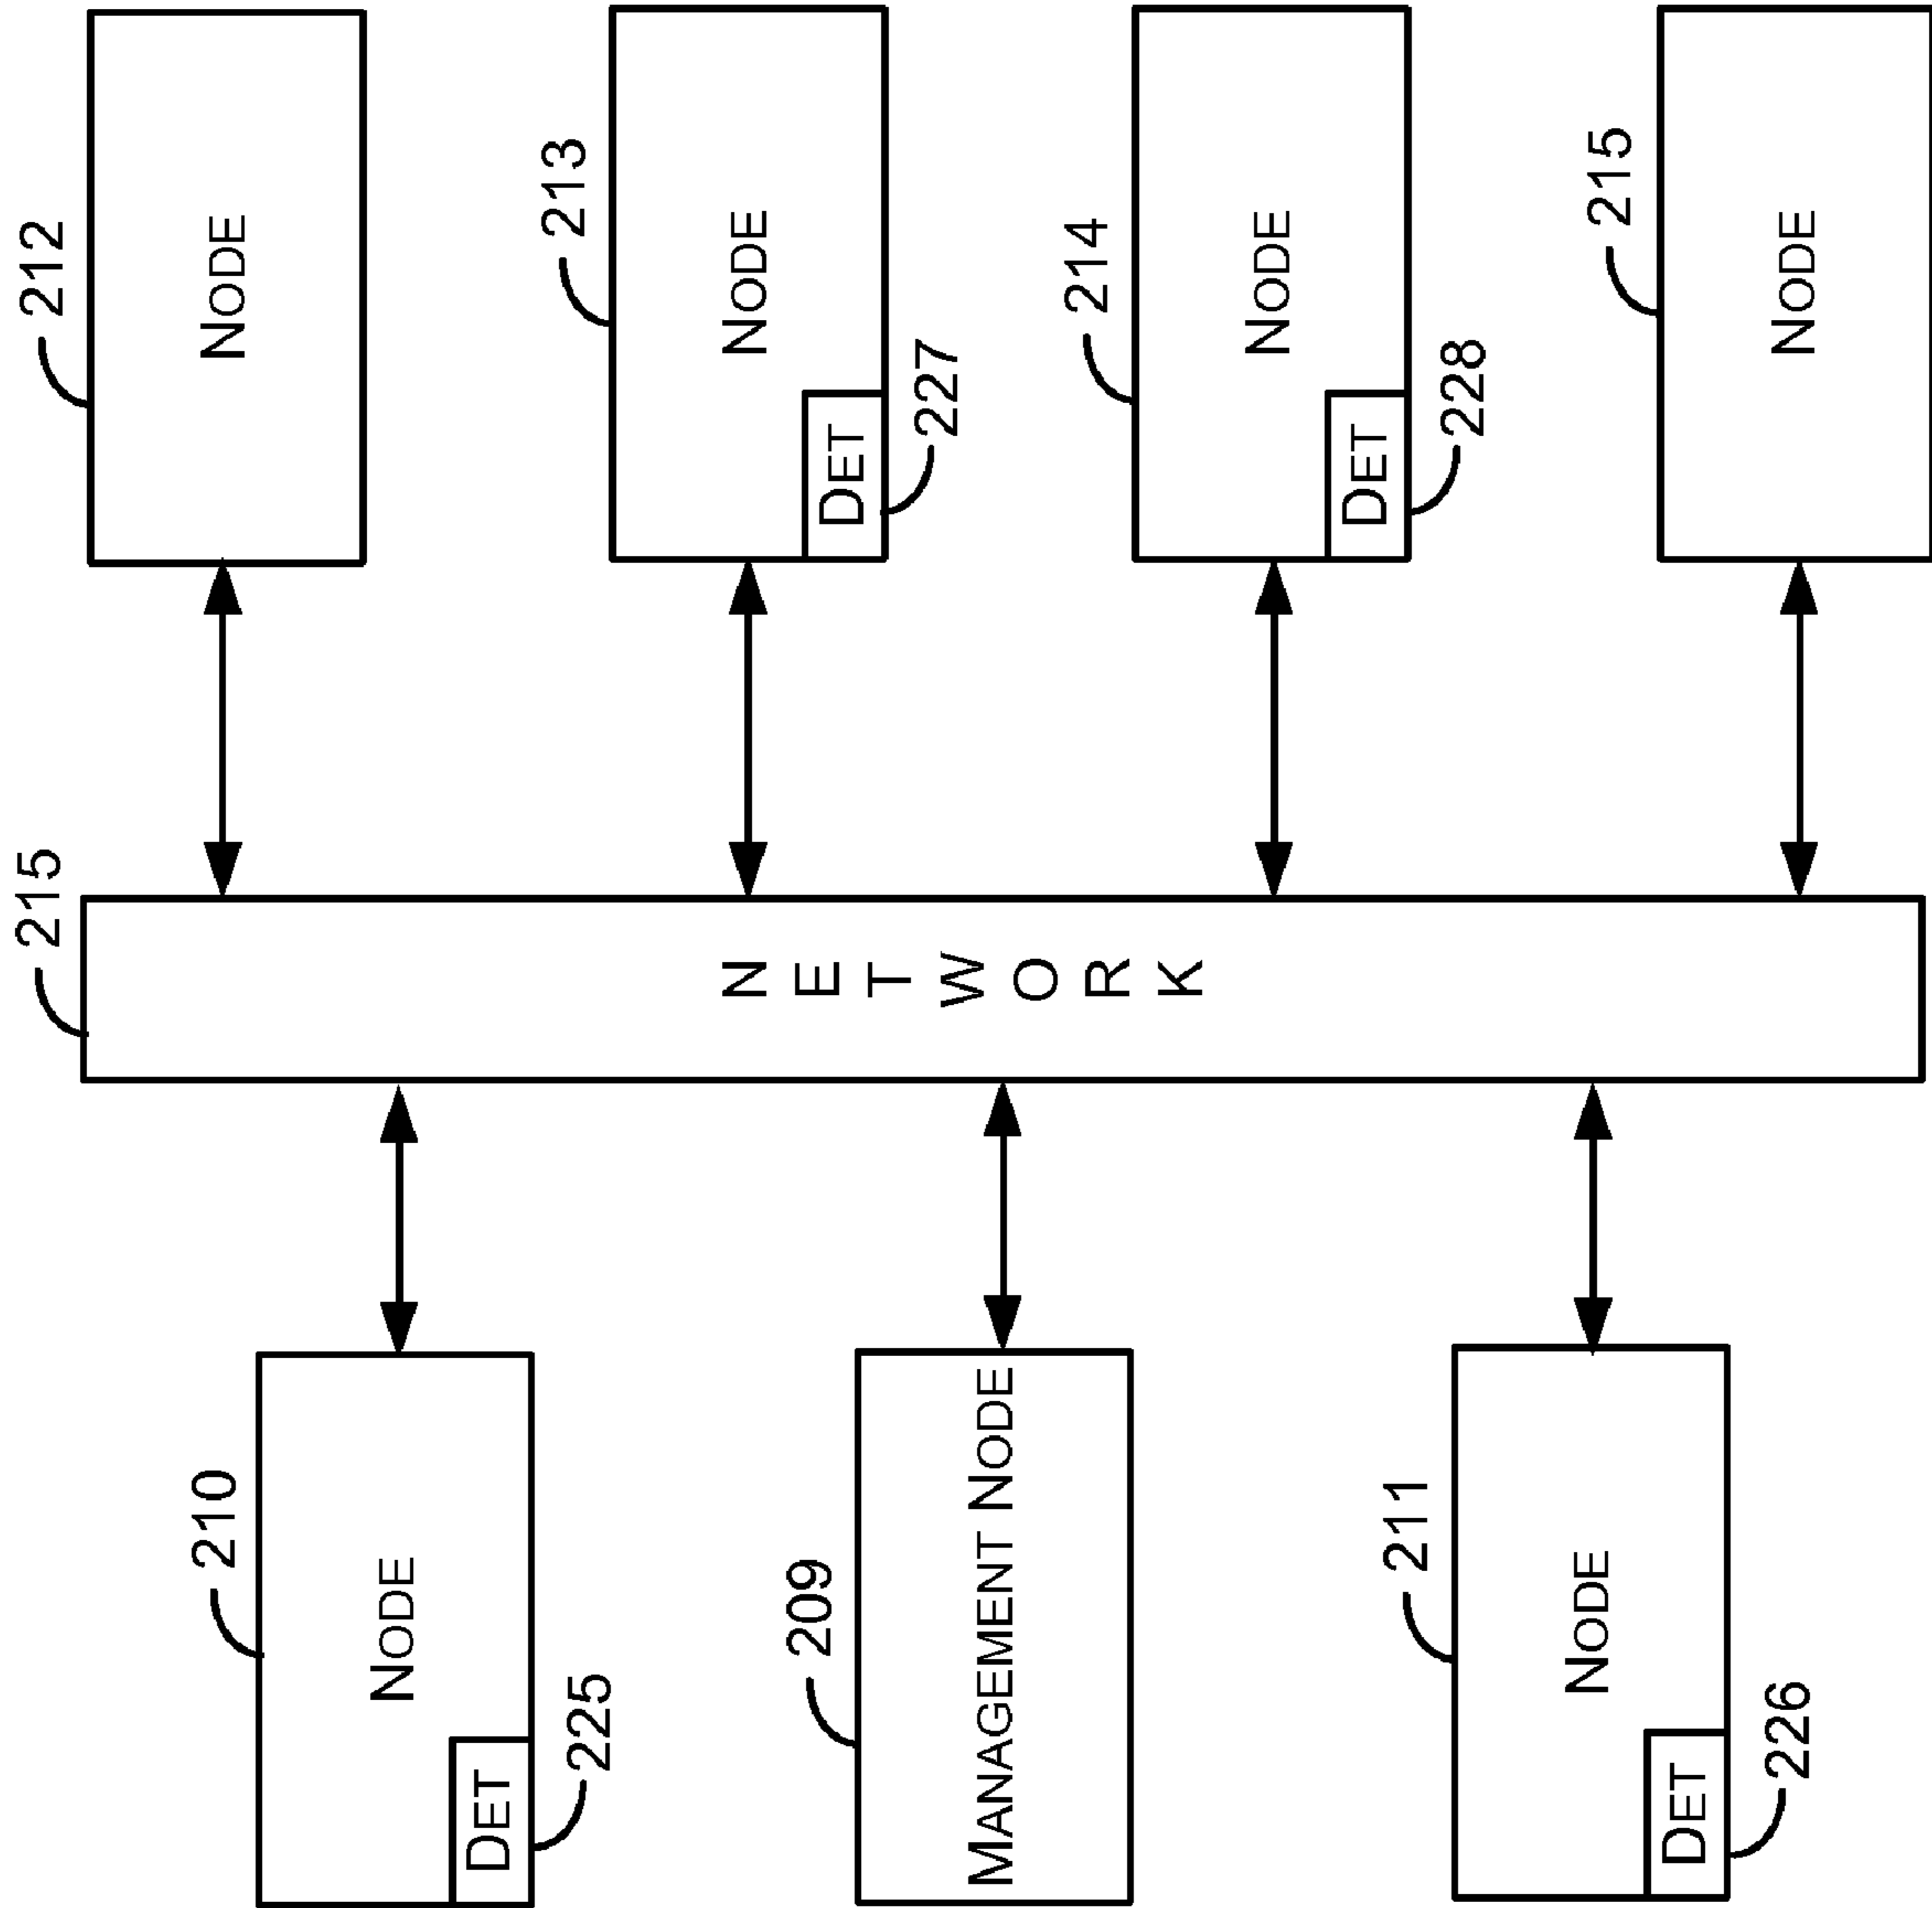 210
NODE
DET
225
209
MANAGEMENT NODE
211
NODE
DET
226
215
N
E
T
W
O
R
K
212
NODE
213
NODE
DET
227
214
NODE
DET
228
215
NODE